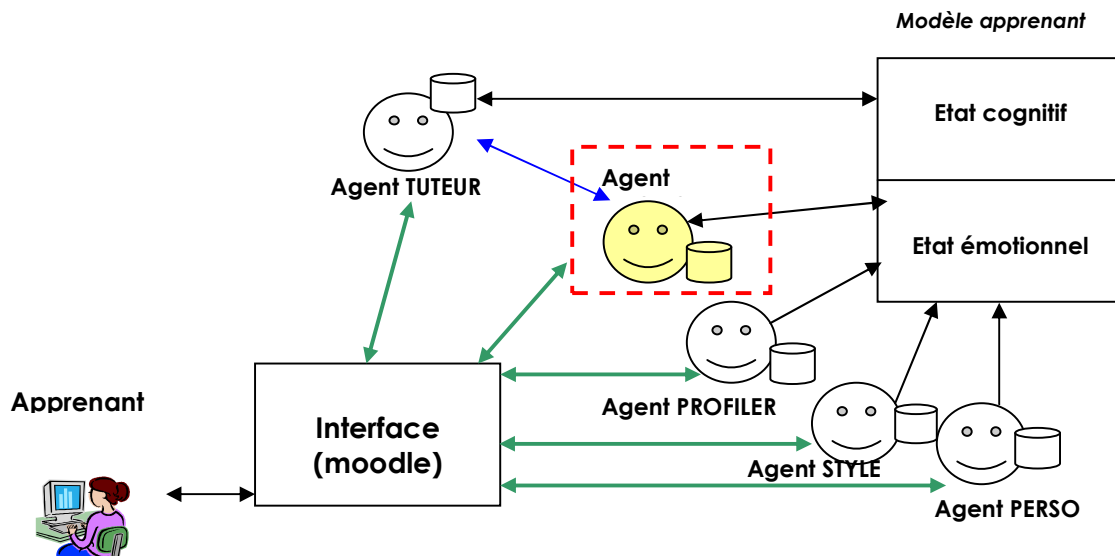 Modèle apprenant
Etat cognitif
Agent TUTEUR
Agent
Etat émotionnel
Apprenant
Interface
(moodle)
Agent PROFILER
Agent STYLE
Agent PERSO